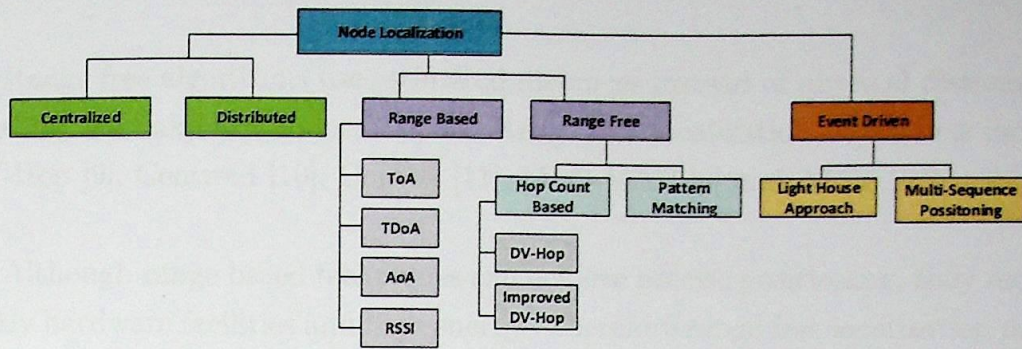 Node Localization
Centralized
Distributed
Range Based
Range Free
Event Driven
ToA
TDoA
AoA
RSSI
Hop Count
Based
Pattern
Matching
DV-Hop
Improved
DV-Hop
Light House
Approach
Multi-Sequence
Possitoning